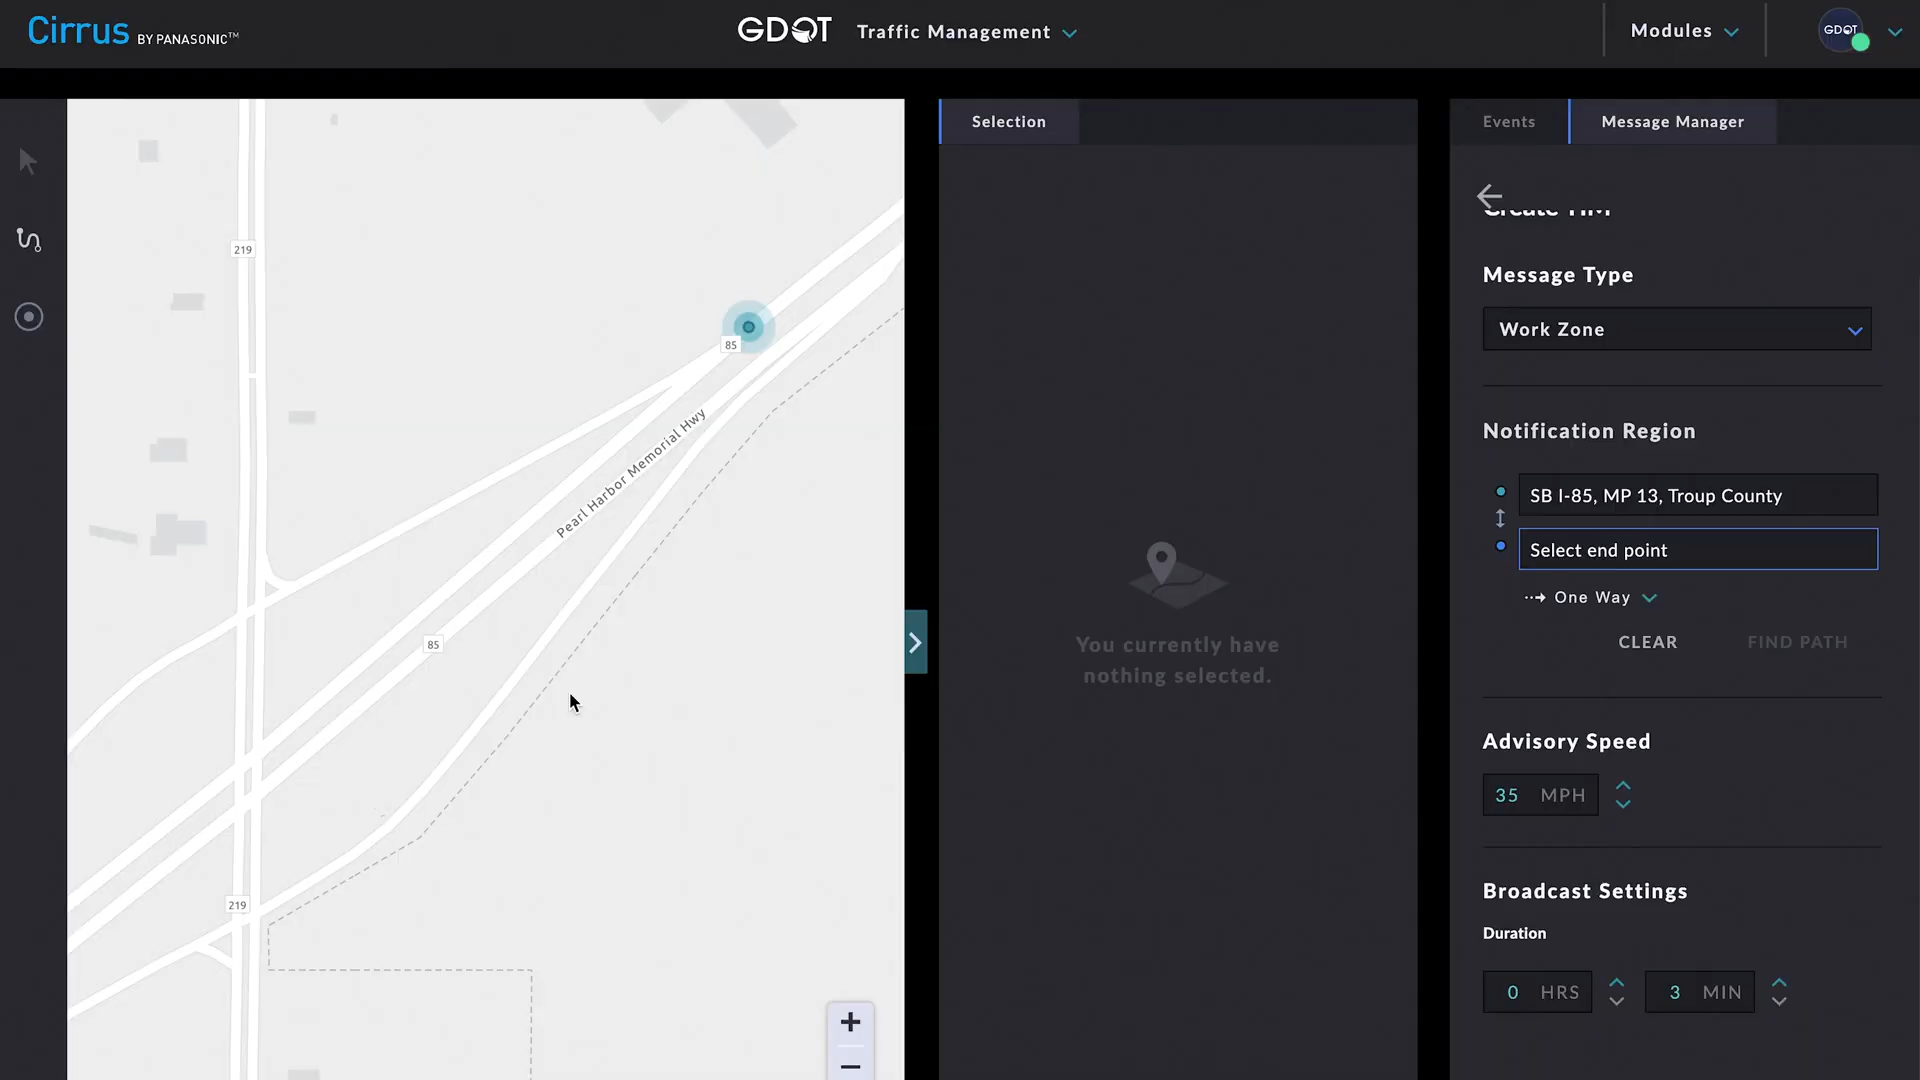 Cirrus BY PANASONIC™
GDOT Traffic Management
Modules
GDOT
Selection
Events
Message Manager
Create TIM
Message Type
Work Zone
Notification Region
SB I-85, MP 13, Troup County
Select end point
One Way
CLEAR
FIND PATH
Advisory Speed
35 MPH
Broadcast Settings
Duration
0 HRS
3 MIN
You currently have
nothing selected.
219
85
Pearl Harbor Memorial Hwy
85
219
+
−